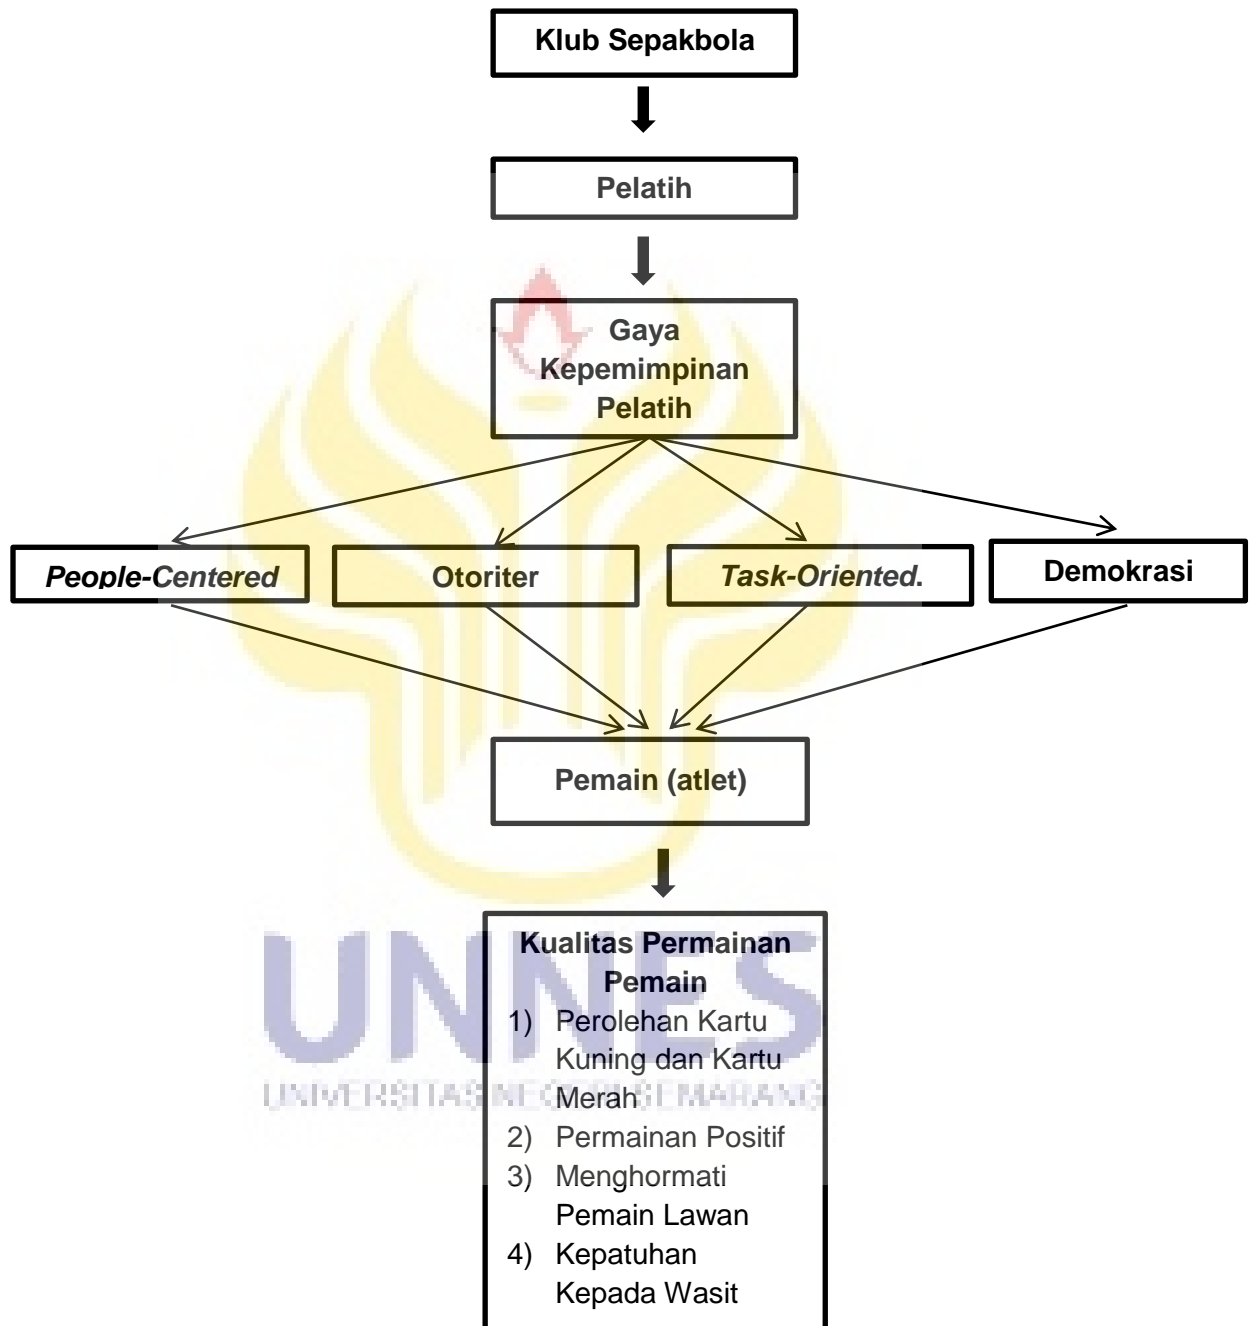 Klub Sepakbola
Pelatih
Gaya
Kepemimpinan
Pelatih
People-Centered
Otoriter
Task-Oriented.
Demokrasi
Pemain (atlet)
Kualitas Permainan
Pemain
1) Perolehan Kartu
Kuning dan Kartu
Merah
2) Permainan Positif
3) Menghormati
Pemain Lawan
4) Kepatuhan
Kepada Wasit
UNNES
UNIVERSITAS NEGERI SEMARANG